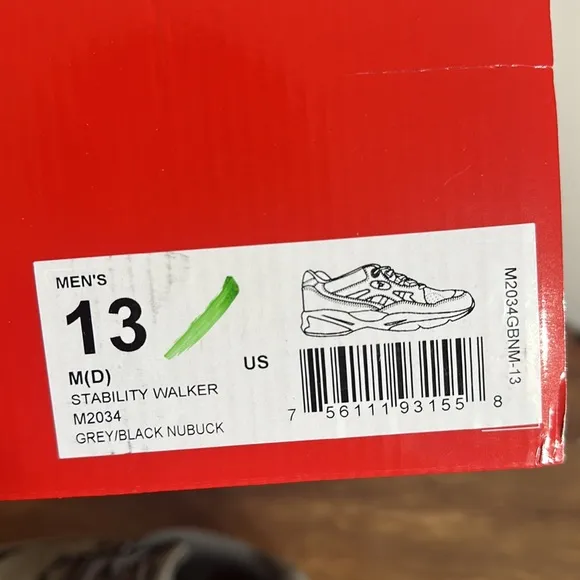 MEN'S
13
M(D)
STABILITY WALKER
M2034
GREY/BLACK NUBUCK
US
7 56111 93155 8
M2034GBNM-13